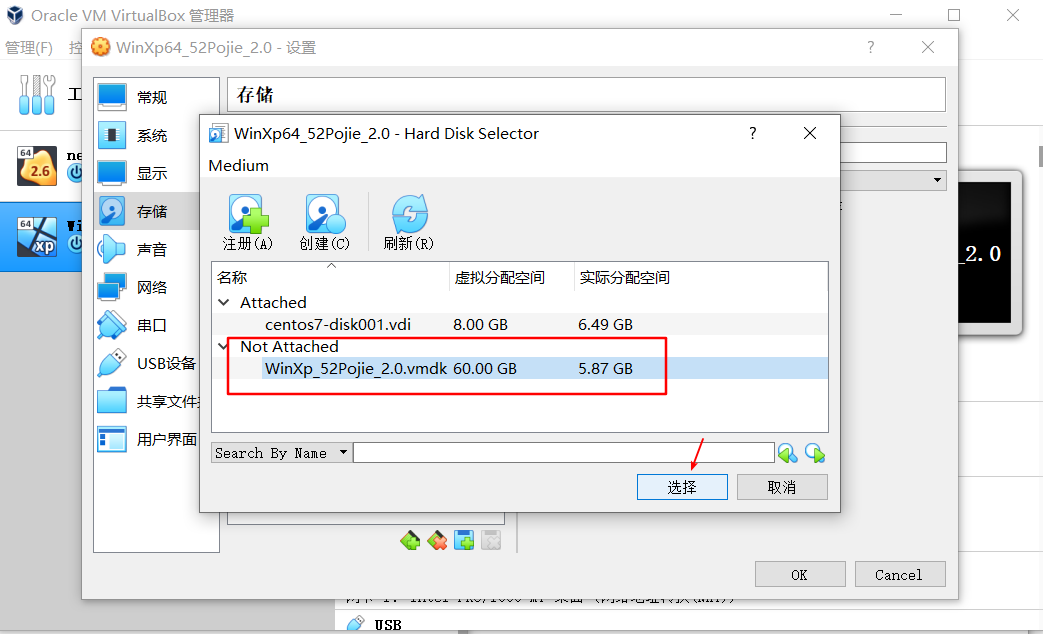 Oracle VM VirtualBox 管理器
管理(F) 控
WinXp64_52Pojie_2.0 - 设置
?
工
64
2.6
ne
64
xp
Wi
常规
系统
显示
存储
声音
网络
串口
USB设备
共享文件
用户界面
存储
WinXp64_52Pojie_2.0 - Hard Disk Selector
?
Medium
注册(A) 创建(C) 刷新(R)
名称 虚拟分配空间 实际分配空间
Attached
centos7-disk001.vdi 8.00 GB 6.49 GB
Not Attached
WinXp_52Pojie_2.0.vmdk 60.00 GB 5.87 GB
Search By Name
选择 取消
_2.0
OK Cancel
USB